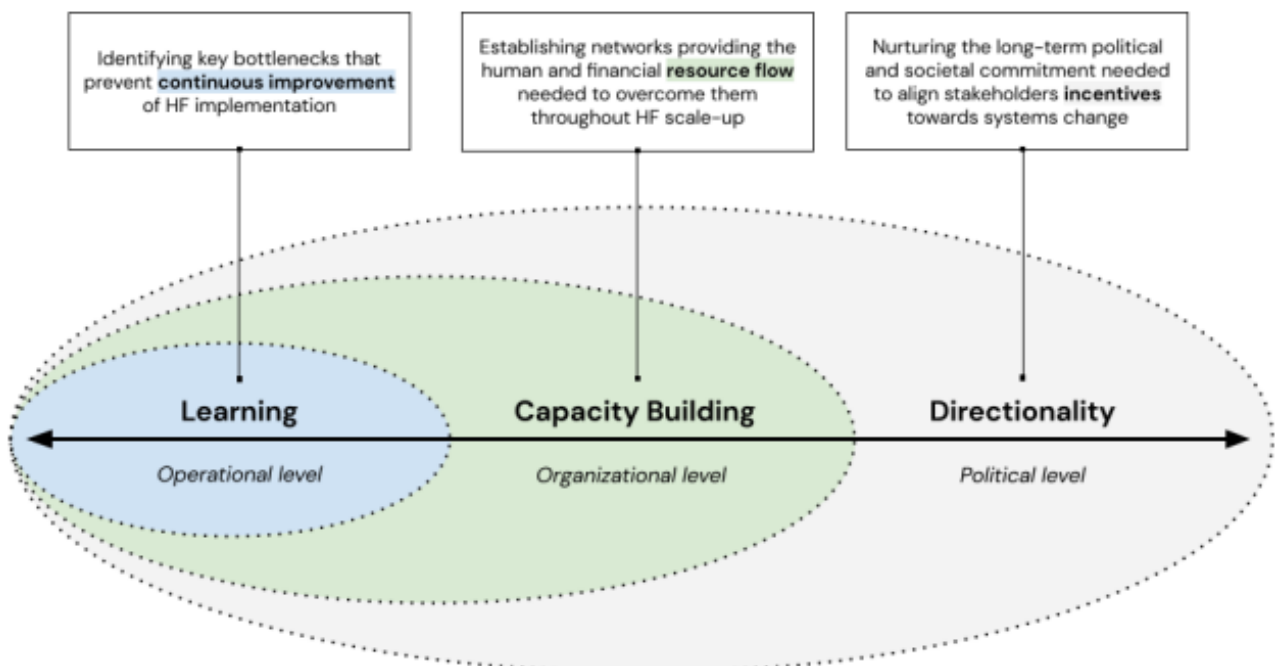 Identifying key bottlenecks that
prevent continuous improvement
of HF implementation
Establishing networks providing the
human and financial resource flow
needed to overcome them
throughout HF scale-up
Nurturing the long-term political
and societal commitment needed
to align stakeholders incentives
towards systems change
Learning
Operational level
Capacity Building
Organizational level
Directionality
Political level